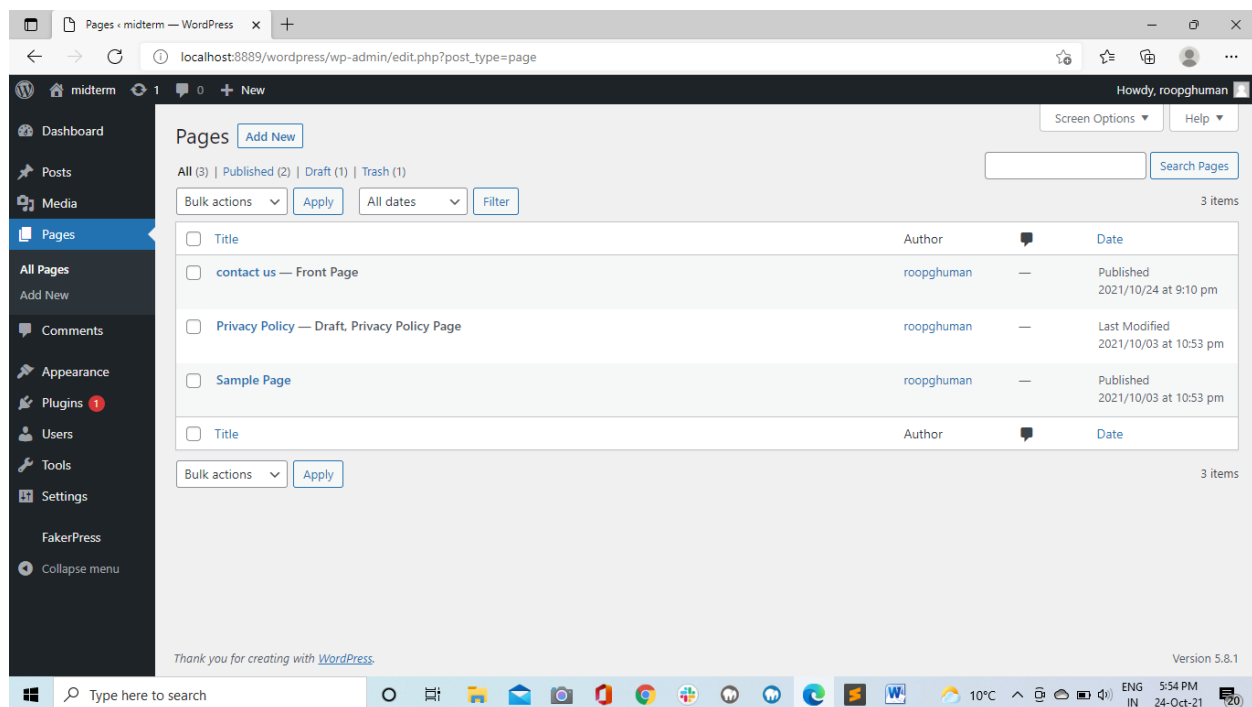 Pages ‹ midterm — WordPress
localhost:8889/wordpress/wp-admin/edit.php?post_type=page
midterm 1 0 New Howdy, roopghuman
Dashboard
Posts
Media
Pages
All Pages
Add New
Comments
Appearance
Plugins 1
Users
Tools
Settings
FakerPress
Collapse menu
Screen Options Help
Pages Add New
All (3) | Published (2) | Draft (1) | Trash (1)
Search Pages
Bulk actions Apply All dates Filter 3 items
Title Author Date
contact us — Front Page roopghuman — Published
2021/10/24 at 9:10 pm
Privacy Policy — Draft, Privacy Policy Page roopghuman — Last Modified
2021/10/03 at 10:53 pm
Sample Page roopghuman — Published
2021/10/03 at 10:53 pm
Title Author Date
Bulk actions Apply 3 items
Thank you for creating with WordPress. Version 5.8.1
Type here to search 10°C ENG 5:54 PM
IN 24-Oct-21 20